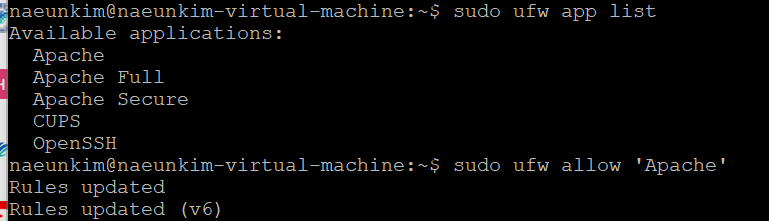 naeunkim@naeunkim-virtual-machine:~$ sudo ufw app list
Available applications:
  Apache
  Apache Full
  Apache Secure
  CUPS
  OpenSSH
naeunkim@naeunkim-virtual-machine:~$ sudo ufw allow 'Apache'
Rules updated
Rules updated (v6)